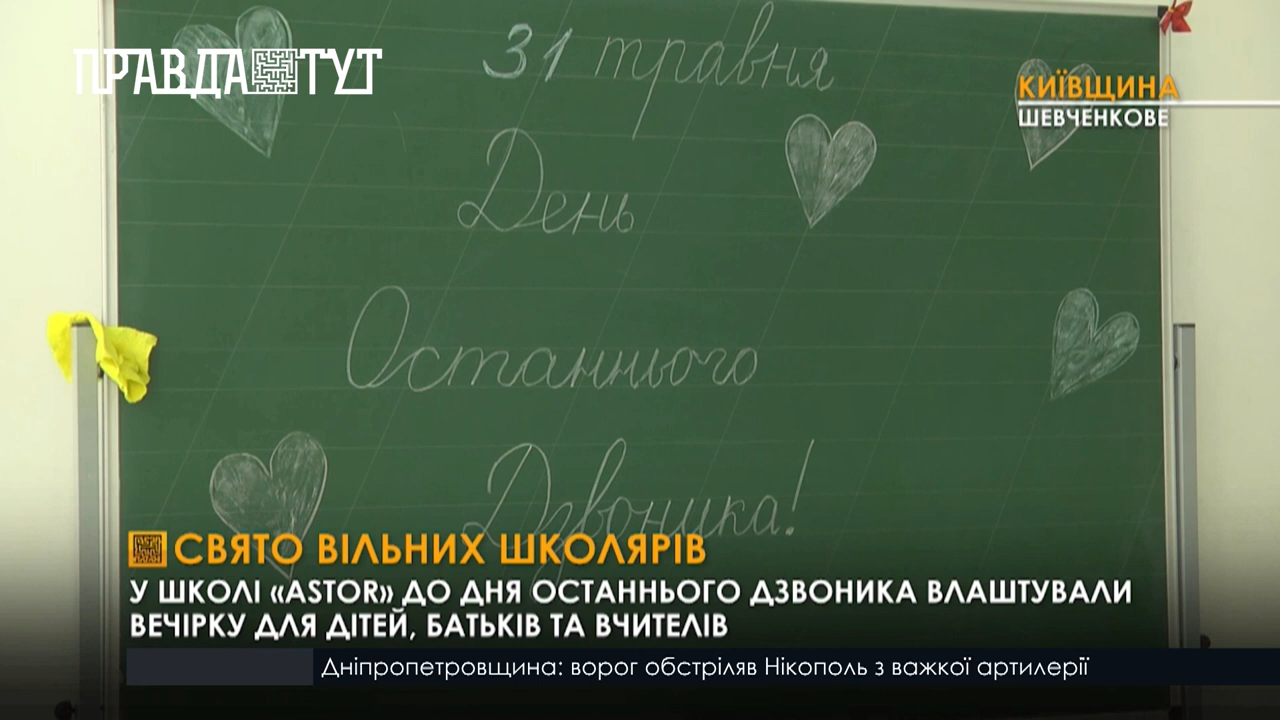 ПРАВДА ТУТ
31 травня
КИЇВЩИНА
ШЕВЧЕНКОВЕ
День
Останнього
Дзвоника!
СВЯТО ВІЛЬНИХ ШКОЛЯРІВ
У ШКОЛІ «ASTOR» ДО ДНЯ ОСТАННЬОГО ДЗВОНИКА ВЛАШТУВАЛИ
ВЕЧІРКУ ДЛЯ ДІТЕЙ, БАТЬКІВ ТА ВЧИТЕЛІВ
Дніпропетровщина: ворог обстріляв Нікополь з важкої артилерії